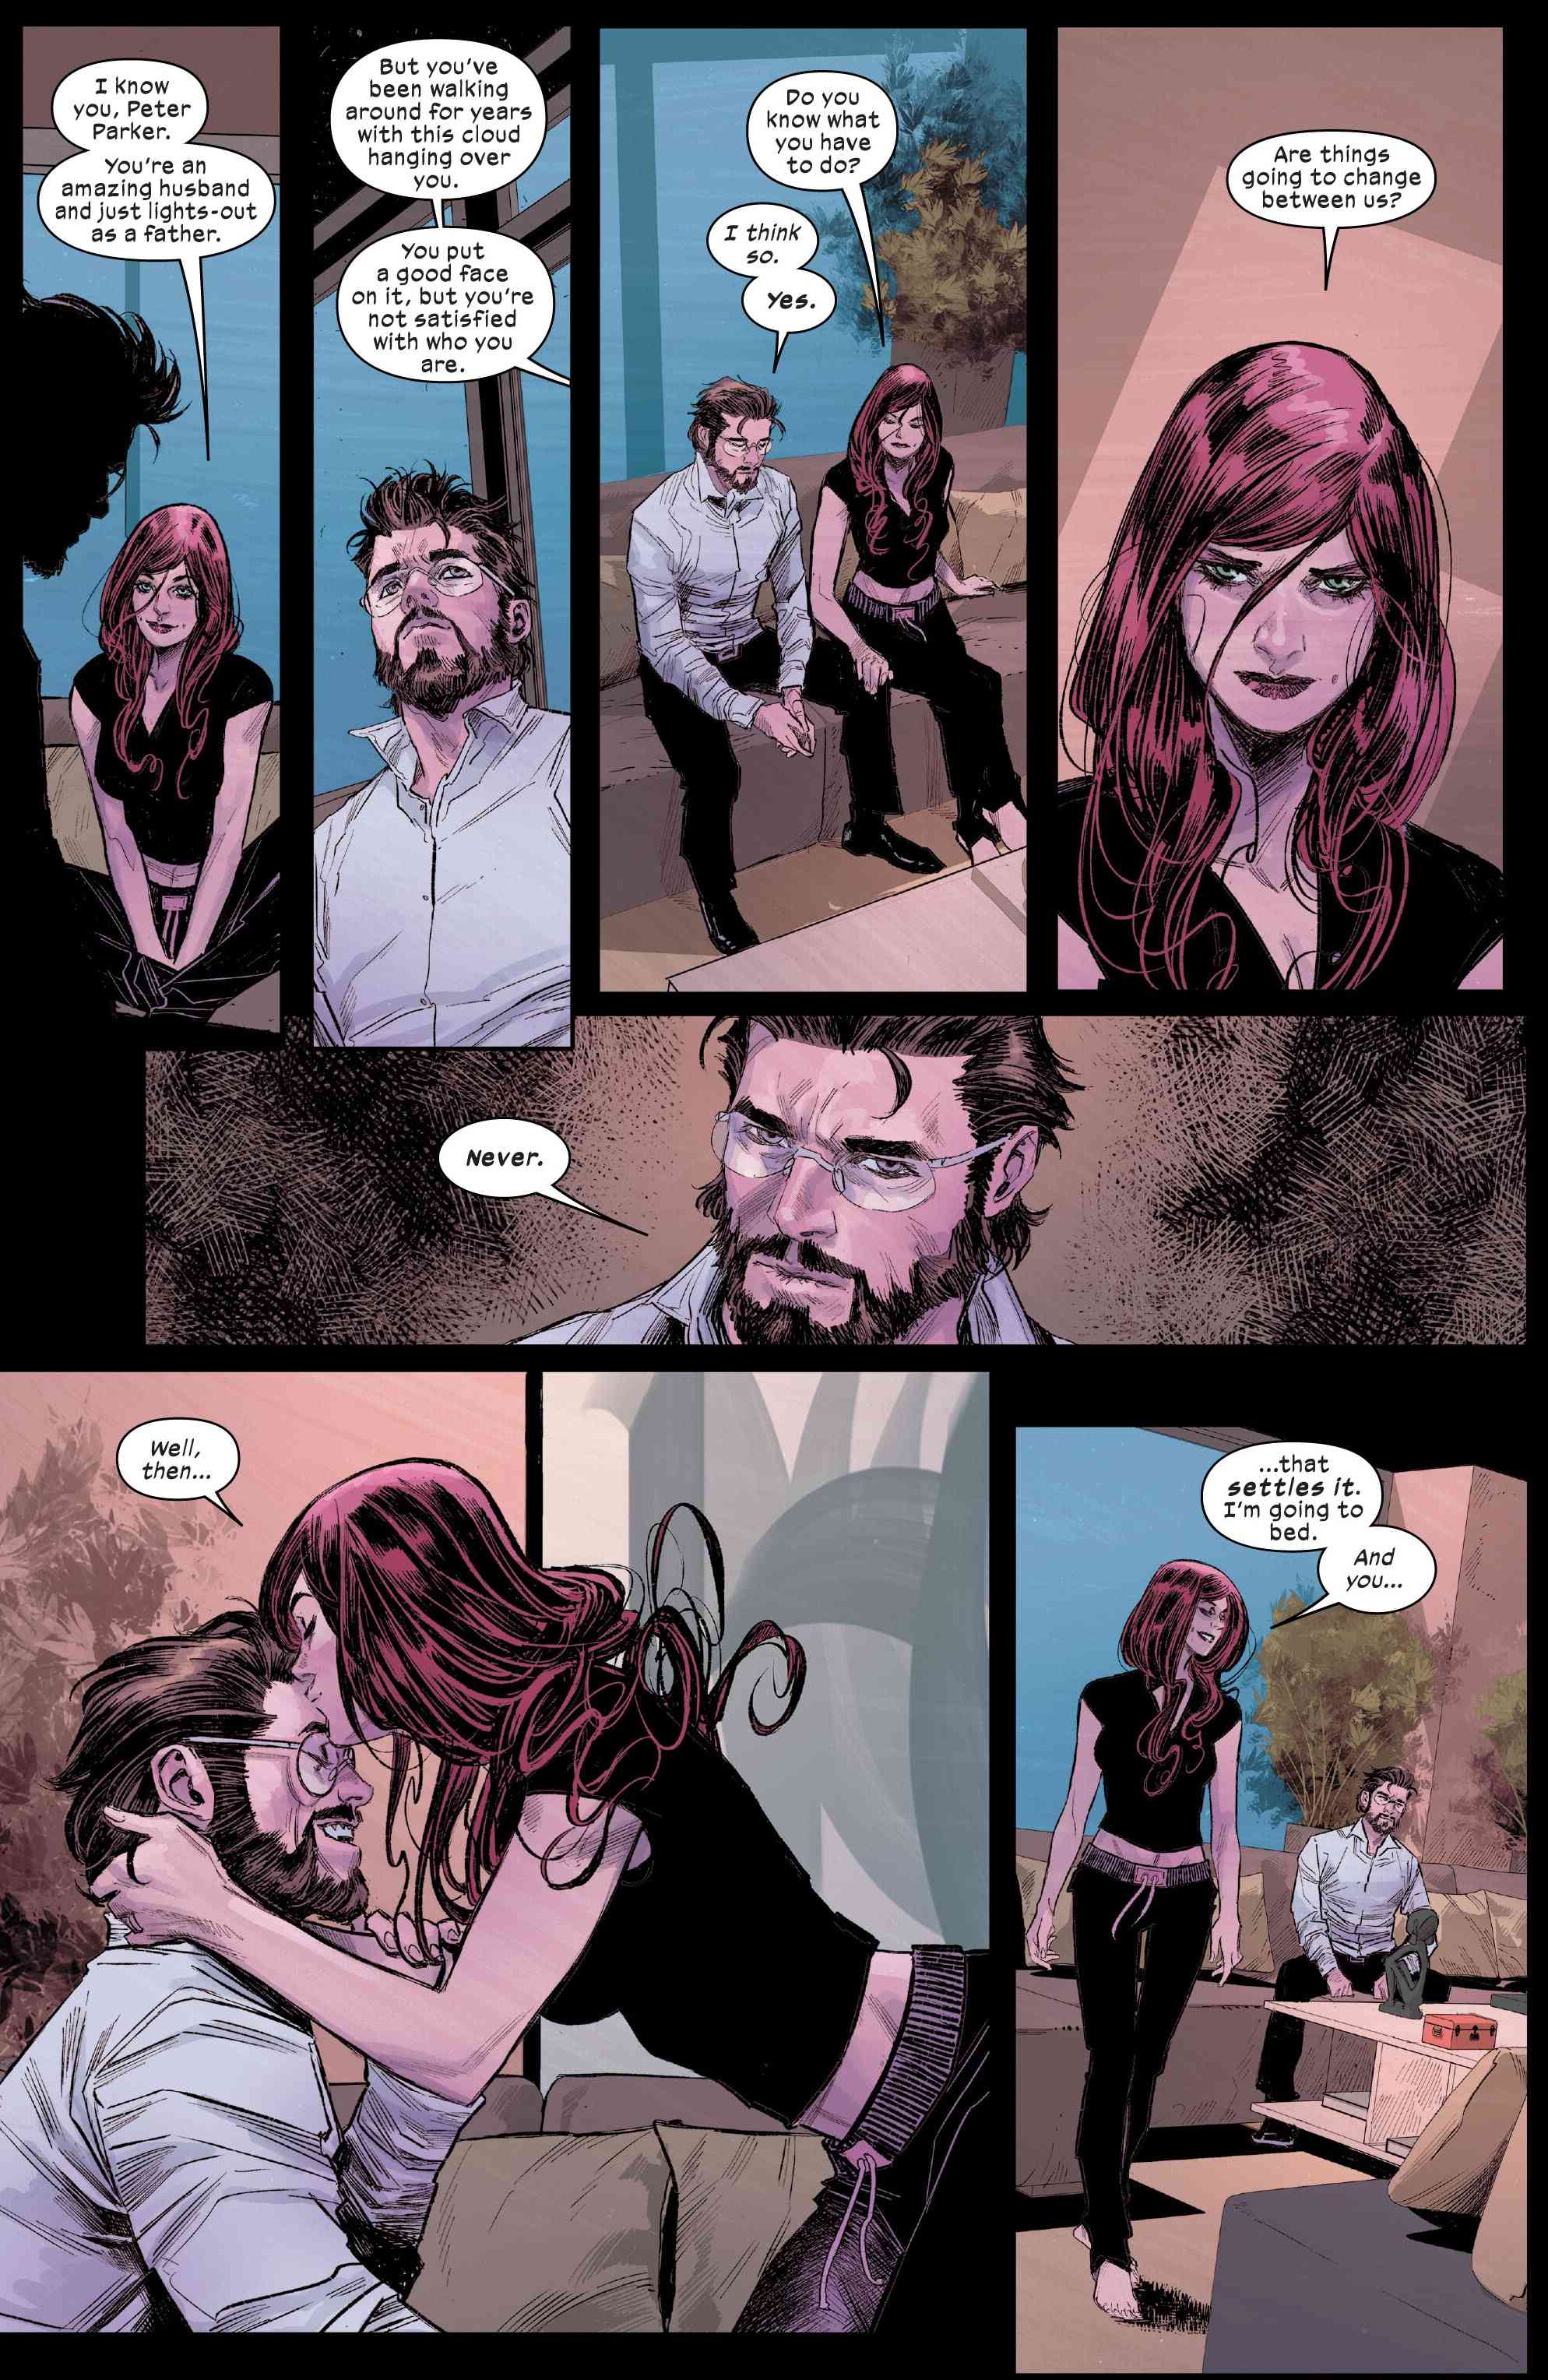 I know
you, Peter
Parker.
You're an
amazing husband
and just lights-out
as a father.
But you've
been walking
around for years
with this cloud
hanging over
you.
You put
a good face
on it, but you're
not satisfied
with who you
are.
Do you
know what
you have
to do?
I think
so.
Yes.
Are things
going to change
between us?
Never.
Well,
then...
...that
settles it.
I'm going to
bed.
And
you...